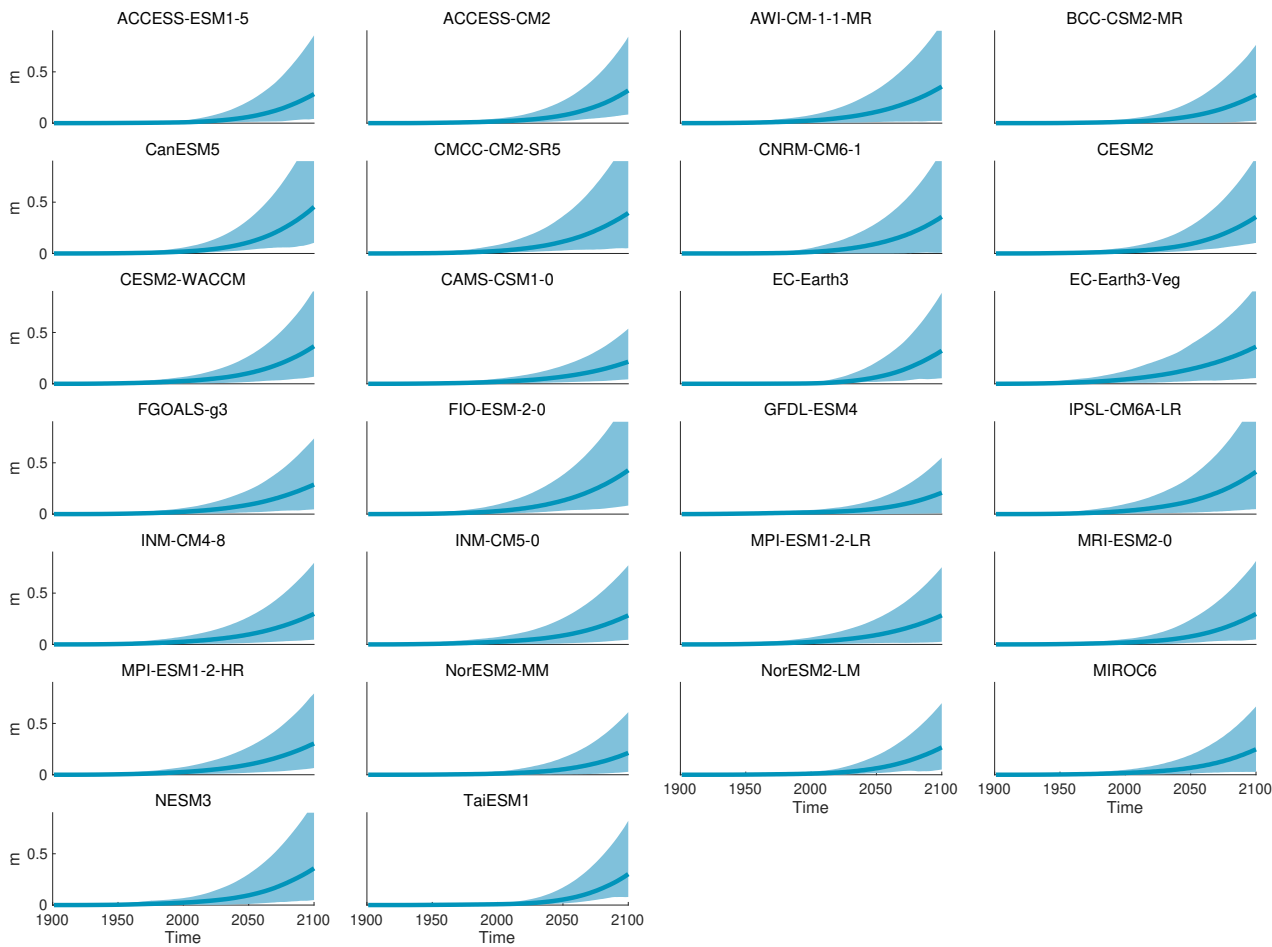 ACCESS-ESM1-5
ACCESS-CM2
AWI-CM-1-1-MR
BCC-CSM2-MR
m
0.5
0
CanESM5
CMCC-CM2-SR5
CNRM-CM6-1
CESM2
m
0.5
0
CESM2-WACCM
CAMS-CSM1-0
EC-Earth3
EC-Earth3-Veg
m
0.5
0
FGOALS-g3
FIO-ESM-2-0
GFDL-ESM4
IPSL-CM6A-LR
m
0.5
0
INM-CM4-8
INM-CM5-0
MPI-ESM1-2-LR
MRI-ESM2-0
m
0.5
0
MPI-ESM1-2-HR
NorESM2-MM
NorESM2-LM
MIROC6
m
0.5
0
1900 1950 2000 2050 2100
Time
1900 1950 2000 2050 2100
Time
NESM3
TaiESM1
m
0.5
0
1900 1950 2000 2050 2100
Time
1900 1950 2000 2050 2100
Time